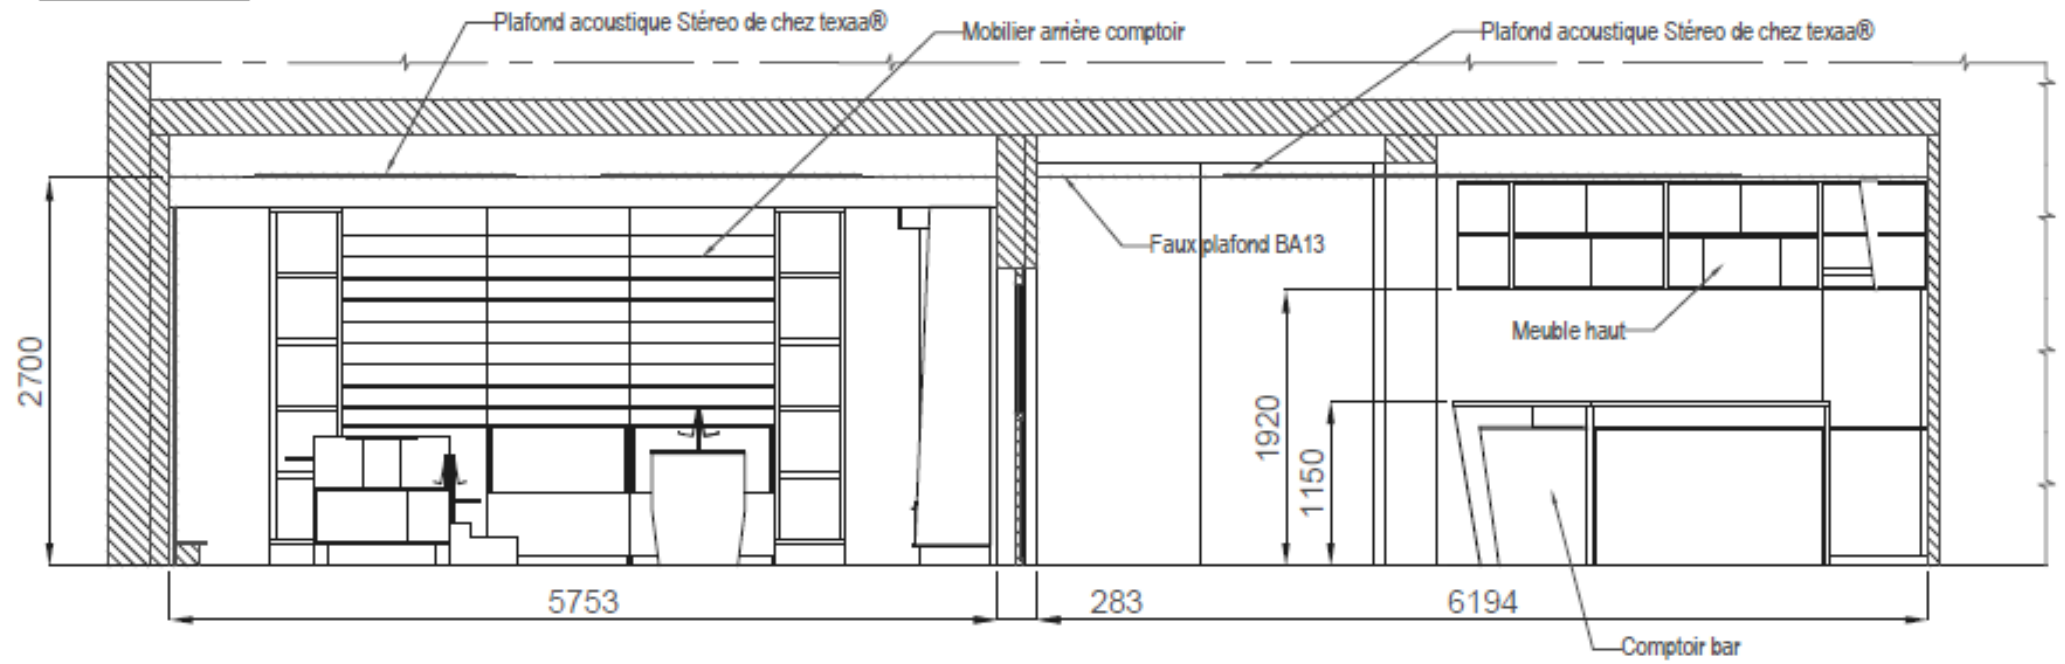 Plafond acoustique Stéreo de chez texaa®
Mobilier arrière comptoir
Plafond acoustique Stéreo de chez texaa®
Faux plafond BA13
Meuble haut
2700
1920
1150
5753
283
6194
Comptoir bar